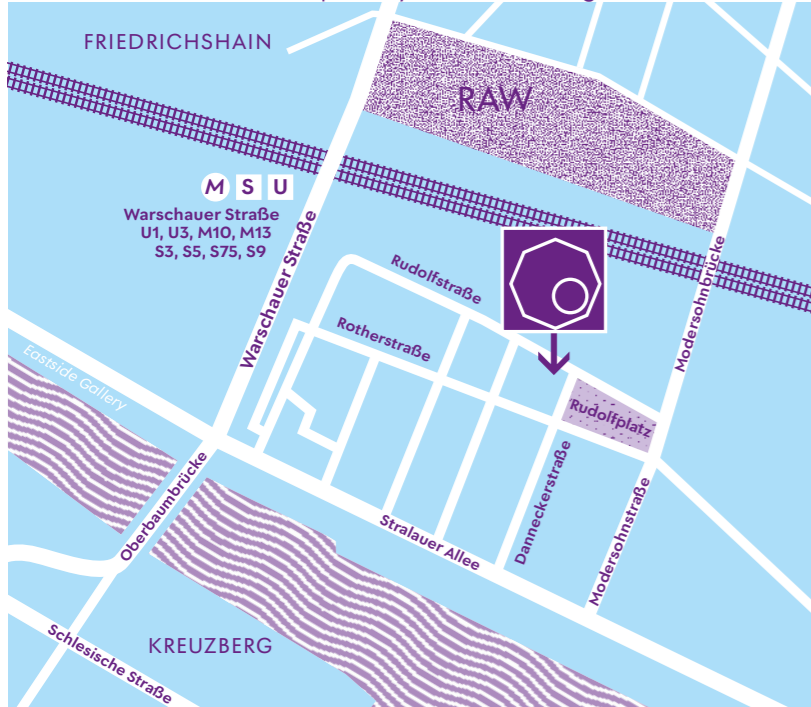 FRIEDRICHSHAIN
RAW
M S U
Warschauer Straße
U1, U3, M10, M13
S3, S5, S75, S9
Warschauer Straße
Rudolfstraße
Rotherstraße
Modersohnbrücke
Eastside Gallery
Rudolfplatz
Oberbaumbrücke
Stralauer Allee
Danneckerstraße
Modersohnstraße
KREUZBERG
Schlesische Straße